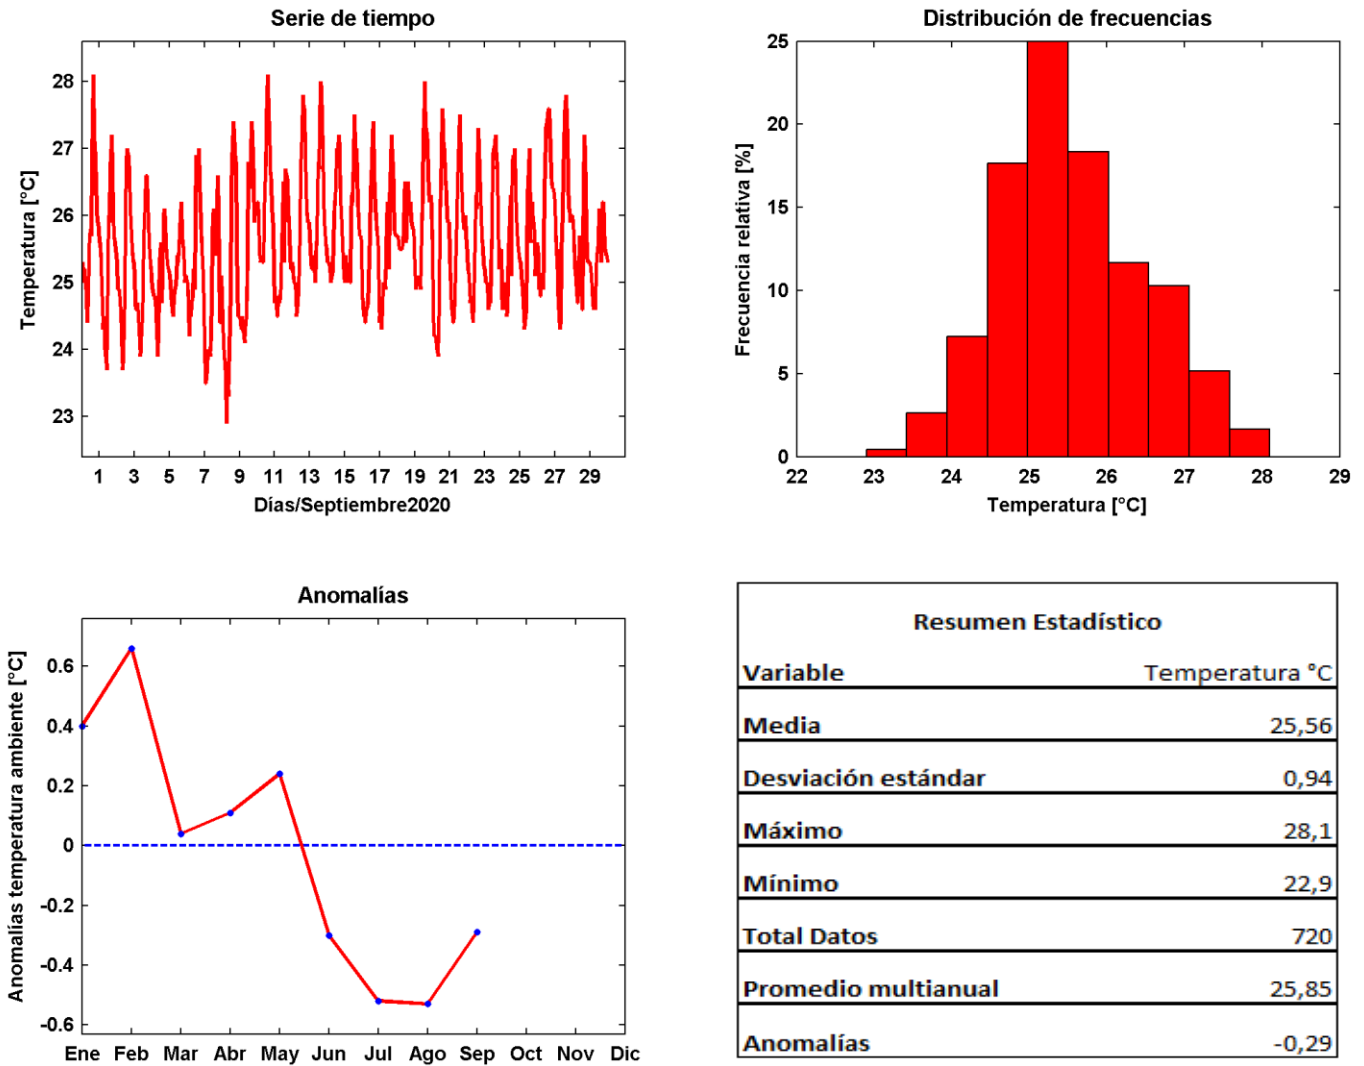 Serie de tiempo
Temperatura [°C]
28
27
26
25
24
23
1 3 5 7 9 11 13 15 17 19 21 23 25 27 29
Días/Septiembre2020
Distribución de frecuencias
Frecuencia relativa [%]
25
20
15
10
5
0
22 23 24 25 26 27 28 29
Temperatura [°C]
Anomalías
Anomalías temperatura ambiente [°C]
0.6
0.4
0.2
0
-0.2
-0.4
-0.6
Ene Feb Mar Abr May Jun Jul Ago Sep Oct Nov Dic
Resumen Estadístico
Variable Temperatura °C
Media 25,56
Desviación estándar 0,94
Máximo 28,1
Mínimo 22,9
Total Datos 720
Promedio multianual 25,85
Anomalías -0,29